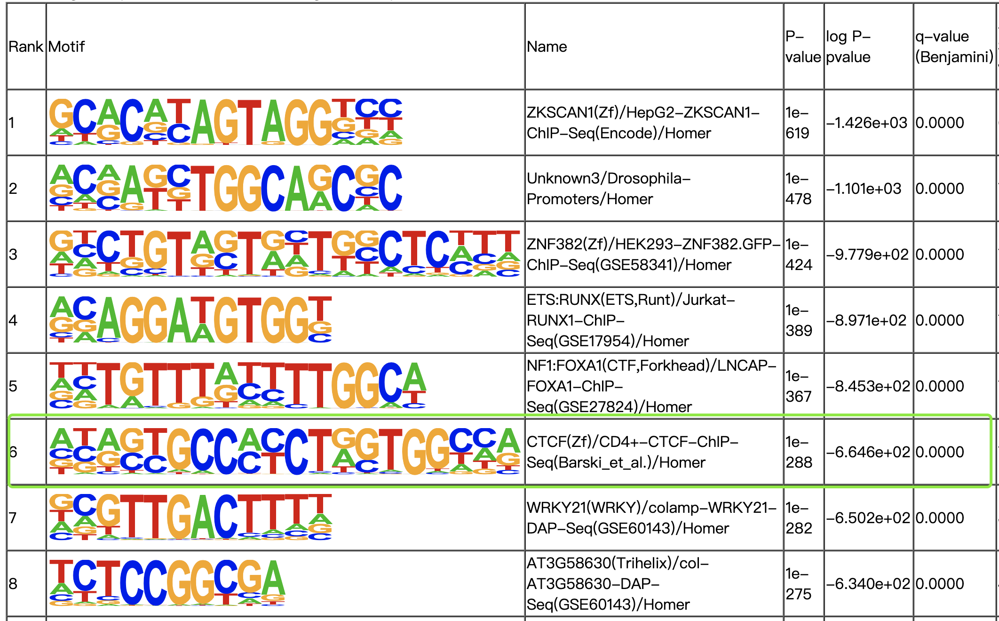 Rank
Motif
Name
P-
value
log P-
pvalue
q-value
(Benjamini)
1
ZKSCAN1(Zf)/HepG2-ZKSCAN1-
ChIP-Seq(Encode)/Homer
1e-
619
-1.426e+03
0.0000
2
Unknown3/Drosophila-
Promoters/Homer
1e-
478
-1.101e+03
0.0000
3
ZNF382(Zf)/HEK293-ZNF382.GFP-
ChIP-Seq(GSE58341)/Homer
1e-
424
-9.779e+02
0.0000
4
ETS:RUNX(ETS,Runt)/Jurkat-
RUNX1-ChIP-
Seq(GSE17954)/Homer
1e-
389
-8.971e+02
0.0000
5
NF1:FOXA1(CTF,Forkhead)/LNCAP-
FOXA1-ChIP-
Seq(GSE27824)/Homer
1e-
367
-8.453e+02
0.0000
6
CTCF(Zf)/CD4+-CTCF-ChIP-
Seq(Barski_et_al.)/Homer
1e-
288
-6.646e+02
0.0000
7
WRKY21(WRKY)/colamp-WRKY21-
DAP-Seq(GSE60143)/Homer
1e-
282
-6.502e+02
0.0000
8
AT3G58630(Trihelix)/col-
AT3G58630-DAP-
Seq(GSE60143)/Homer
1e-
275
-6.340e+02
0.0000